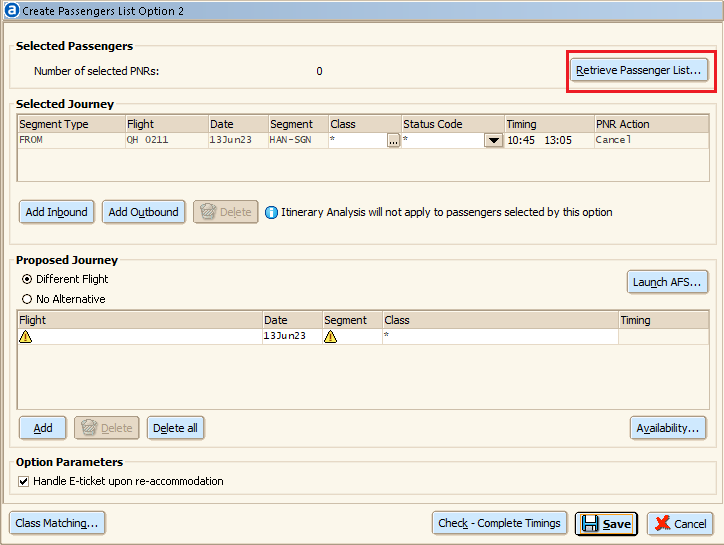 a Create Passengers List Option 2
Selected Passengers
Number of selected PNRs: 0 Retrieve Passenger List...
Selected Journey
Segment Type Flight Date Segment Class Status Code Timing PNR Action
FROM QH 0211 13Jun23 HAN-SGN * ... * 10:45 13:05 Cancel
Add Inbound Add Outbound Delete i Itinerary Analysis will not apply to passengers selected by this option
Proposed Journey
Different Flight Launch AFS...
No Alternative
Flight Date Segment Class Timing
13Jun23 *
Add Delete Delete all Availability...
Option Parameters
Handle E-ticket upon re-accommodation
Class Matching... Check - Complete Timings Save Cancel